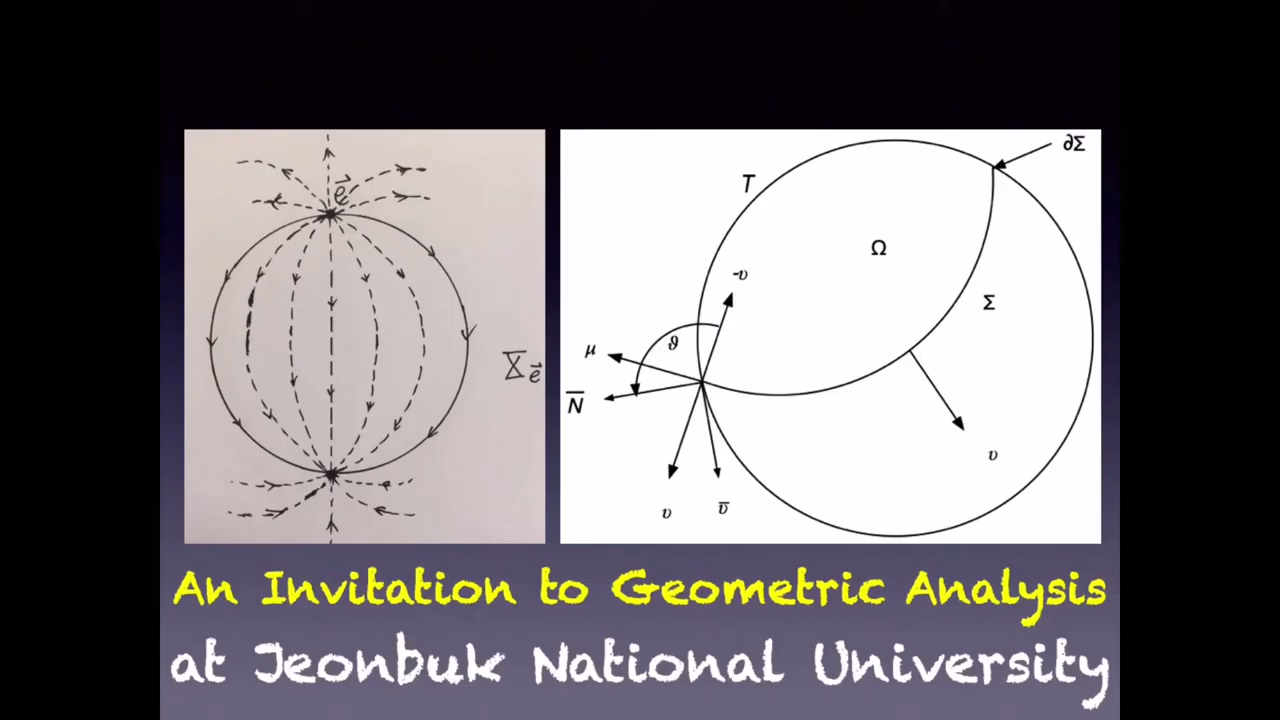 e⃗
X e⃗
T
∂Σ
Ω
Σ
-υ
ϑ
μ
N̅
υ
υ
υ̅
An Invitation to Geometric Analysis
at Jeonbuk National University